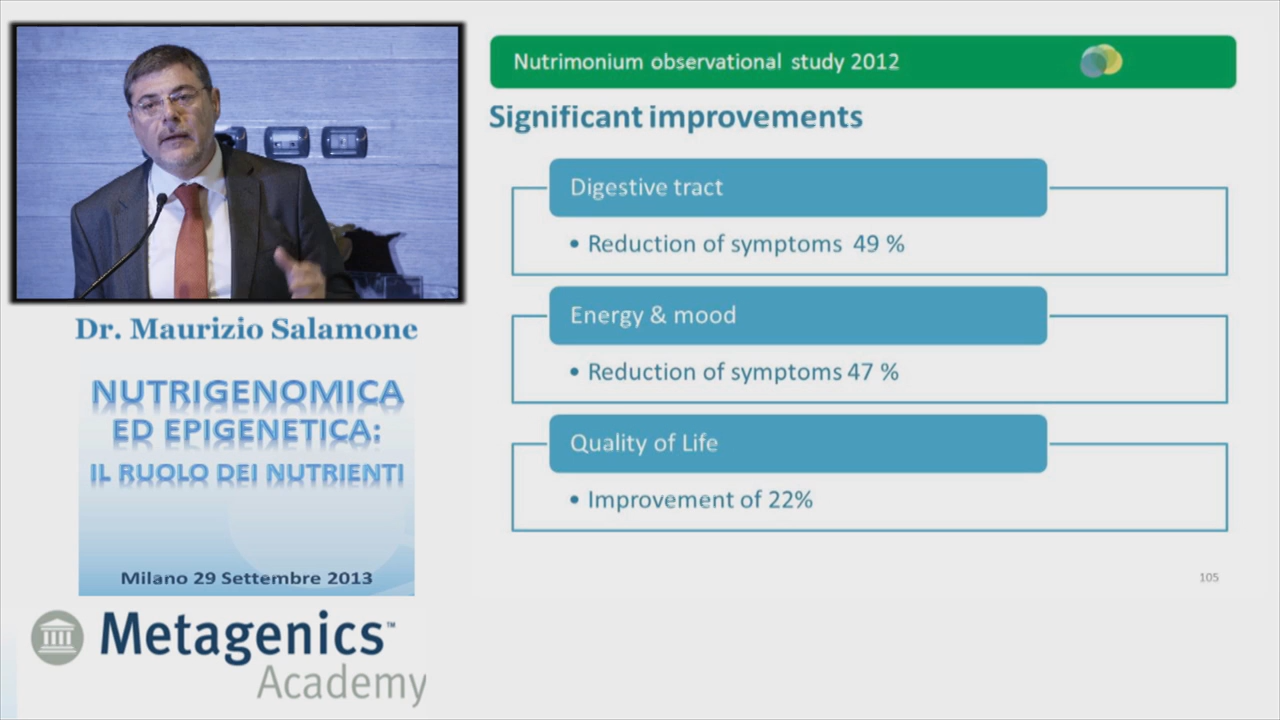 Dr. Maurizio Salamone
NUTRIGENOMICA
ED EPIGENETICA:
IL RUOLO DEI NUTRIENTI
Milano 29 Settembre 2013
Metagenics™
Academy
Nutrimonium observational study 2012
Significant improvements
Digestive tract
• Reduction of symptoms 49 %
Energy & mood
• Reduction of symptoms 47 %
Quality of Life
• Improvement of 22%
105